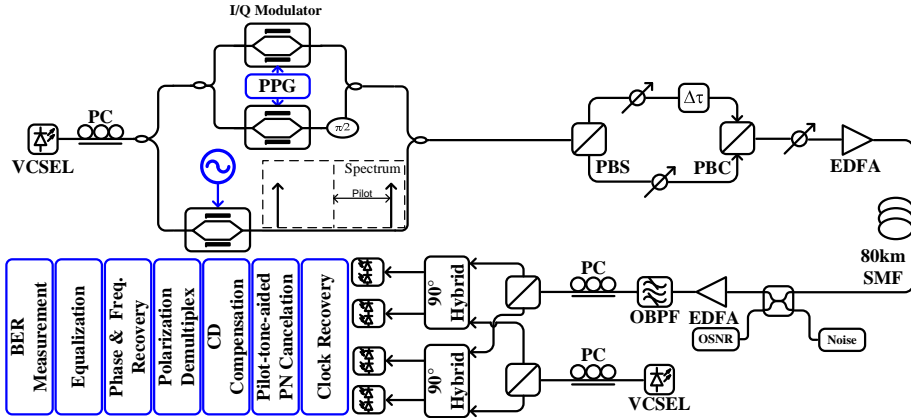 I/Q Modulator
PPG
π/2
PC
VCSEL
Spectrum
Pilot
PBS
Δτ
PBC
EDFA
80km
SMF
PC
OBPF
EDFA
OSNR
Noise
PC
VCSEL
90°
Hybrid
90°
Hybrid
Clock Recovery
Pilot-tone-aided
PN Cancelation
CD
Compensation
Polarization
Demultiplex
Phase & Freq.
Recovery
Equalization
BER
Measurement